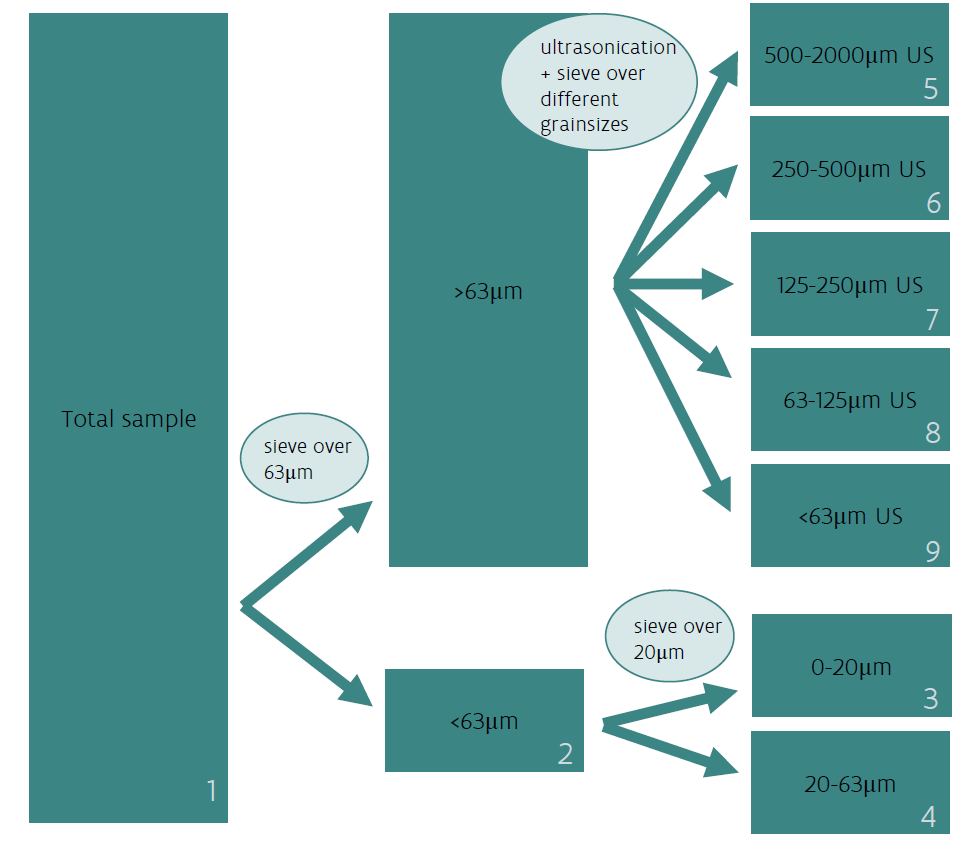 Total sample
1
sieve over
63μm
>63μm
<63μm
2
ultrasonication
+ sieve over
different
grainsizes
500-2000μm US
5
250-500μm US
6
125-250μm US
7
63-125μm US
8
<63μm US
9
sieve over
20μm
0-20μm
3
20-63μm
4